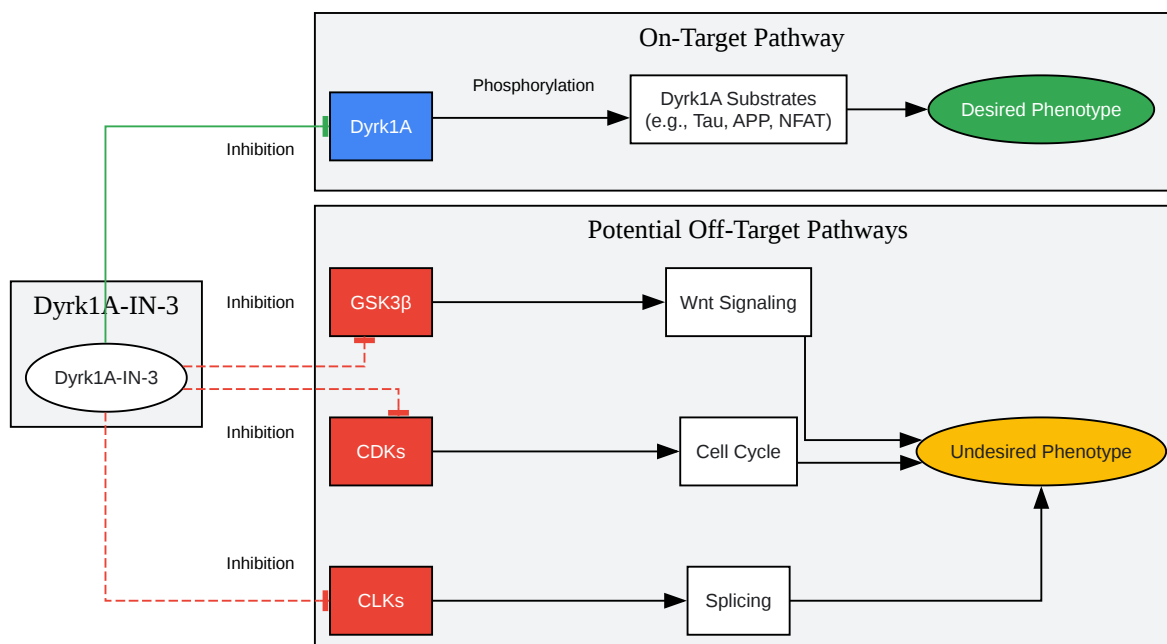 On-Target Pathway
Phosphorylation
Dyrk1A
Dyrk1A Substrates
(e.g., Tau, APP, NFAT)
Desired Phenotype
Inhibition
Potential Off-Target Pathways
Dyrk1A-IN-3
Inhibition
GSK3β
Wnt Signaling
Dyrk1A-IN-3
Inhibition
CDKs
Cell Cycle
Undesired Phenotype
Inhibition
CLKs
Splicing